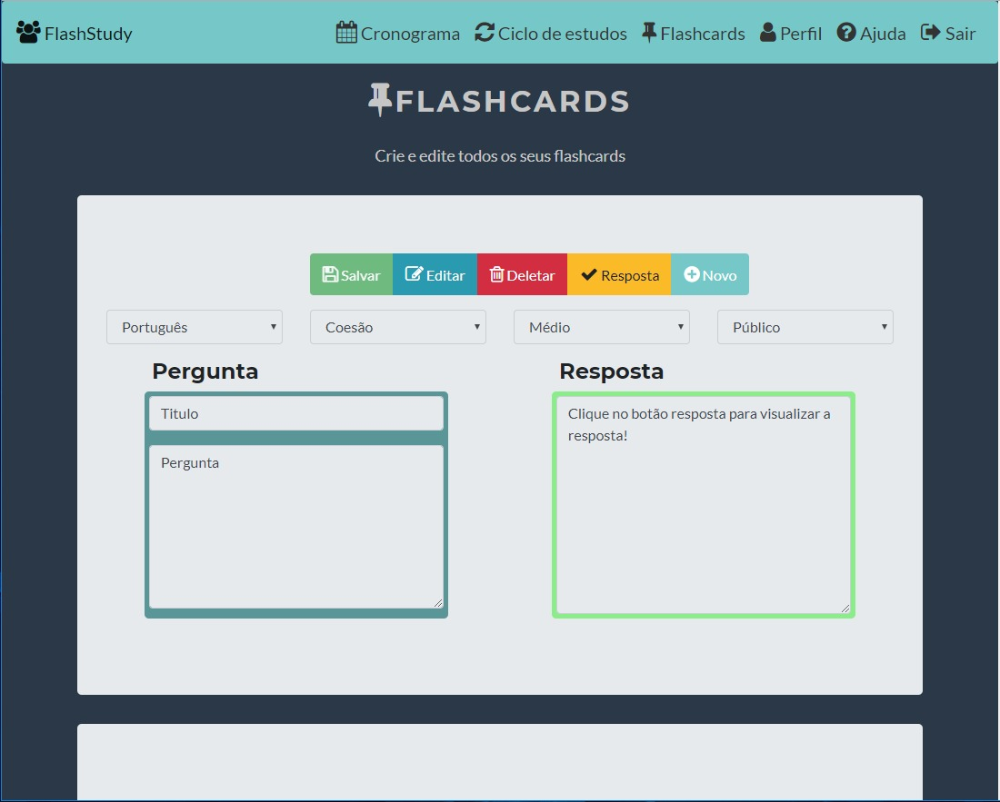 FlashStudy Cronograma Ciclo de estudos Flashcards Perfil Ajuda Sair
FLASHCARDS
Crie e edite todos os seus flashcards
Salvar Editar Deletar Resposta Novo
Português Coesão Médio Público
Pergunta
Titulo
Pergunta
Resposta
Clique no botão resposta para visualizar a
resposta!